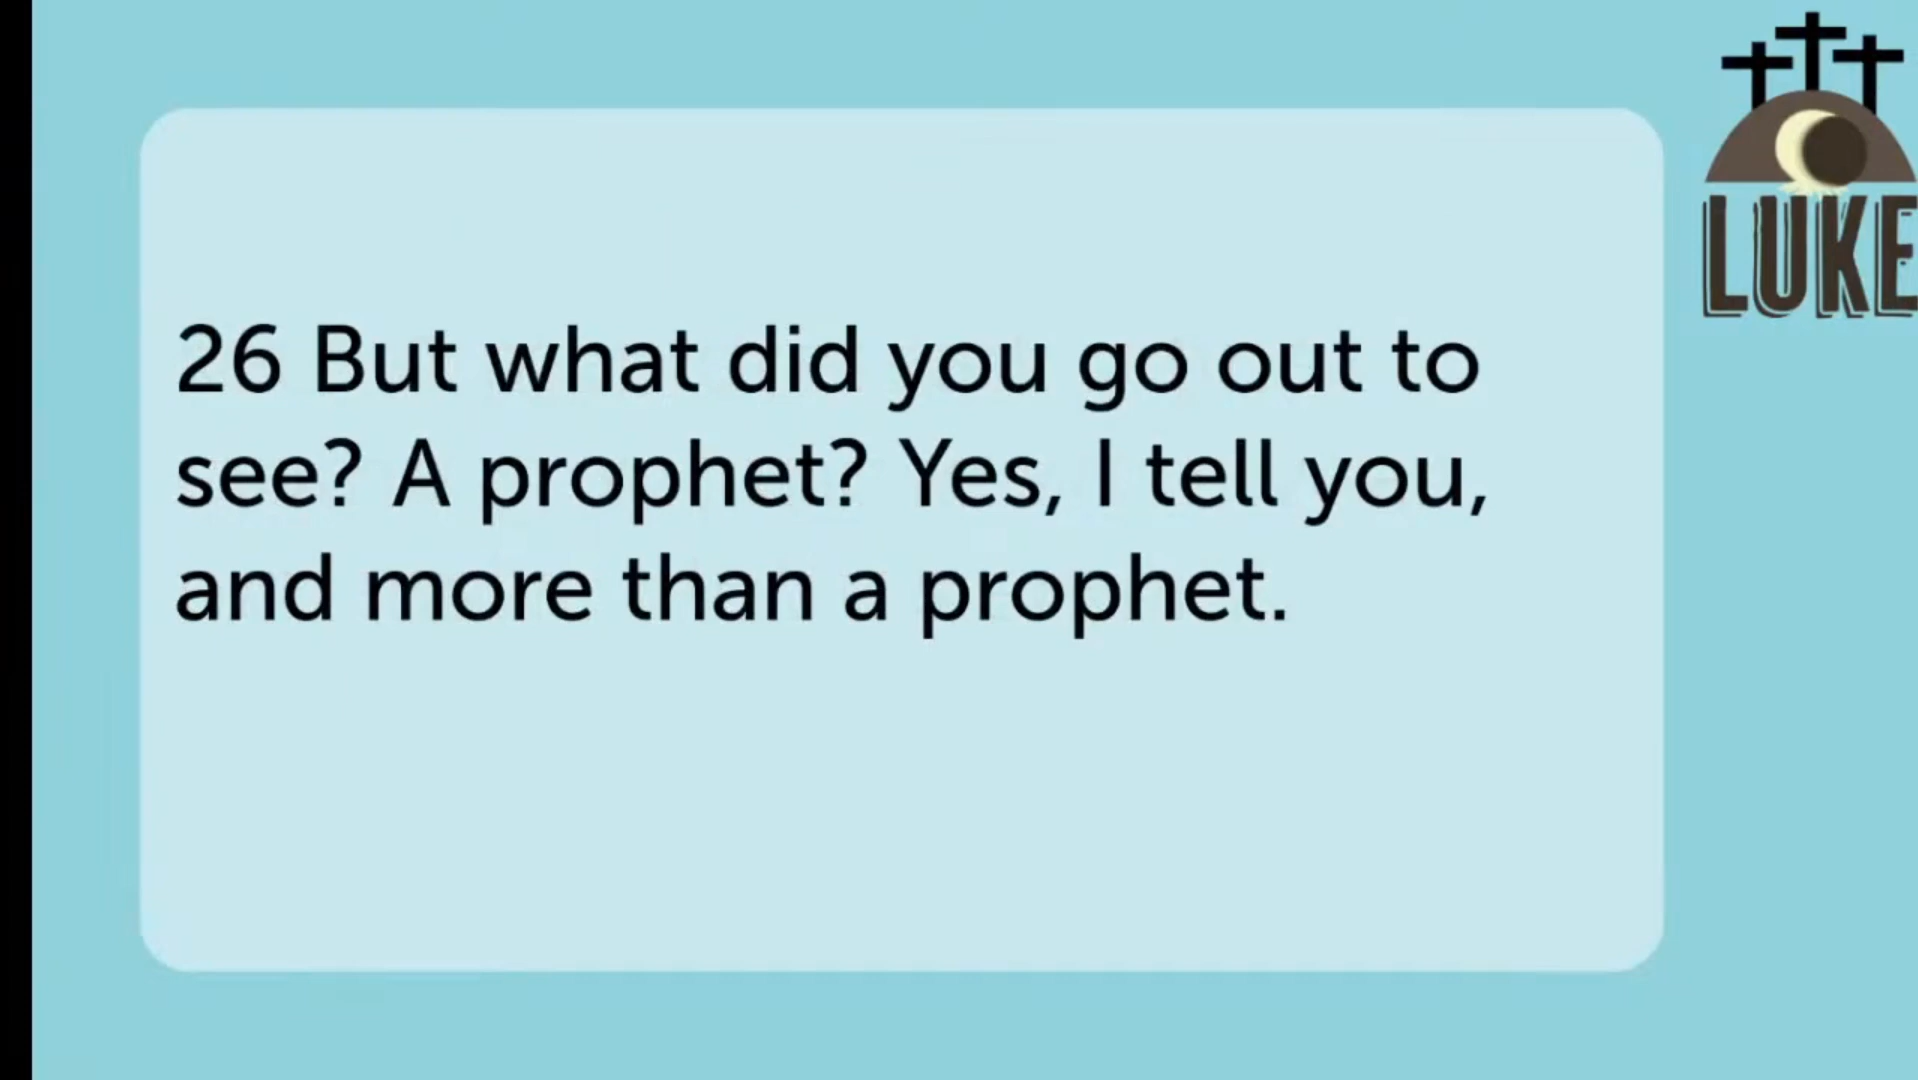 LUKE
26 But what did you go out to
see? A prophet? Yes, I tell you,
and more than a prophet.